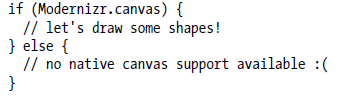 if (Modernizr.canvas) {
  // let's draw some shapes!
} else {
  // no native canvas support available :(
}